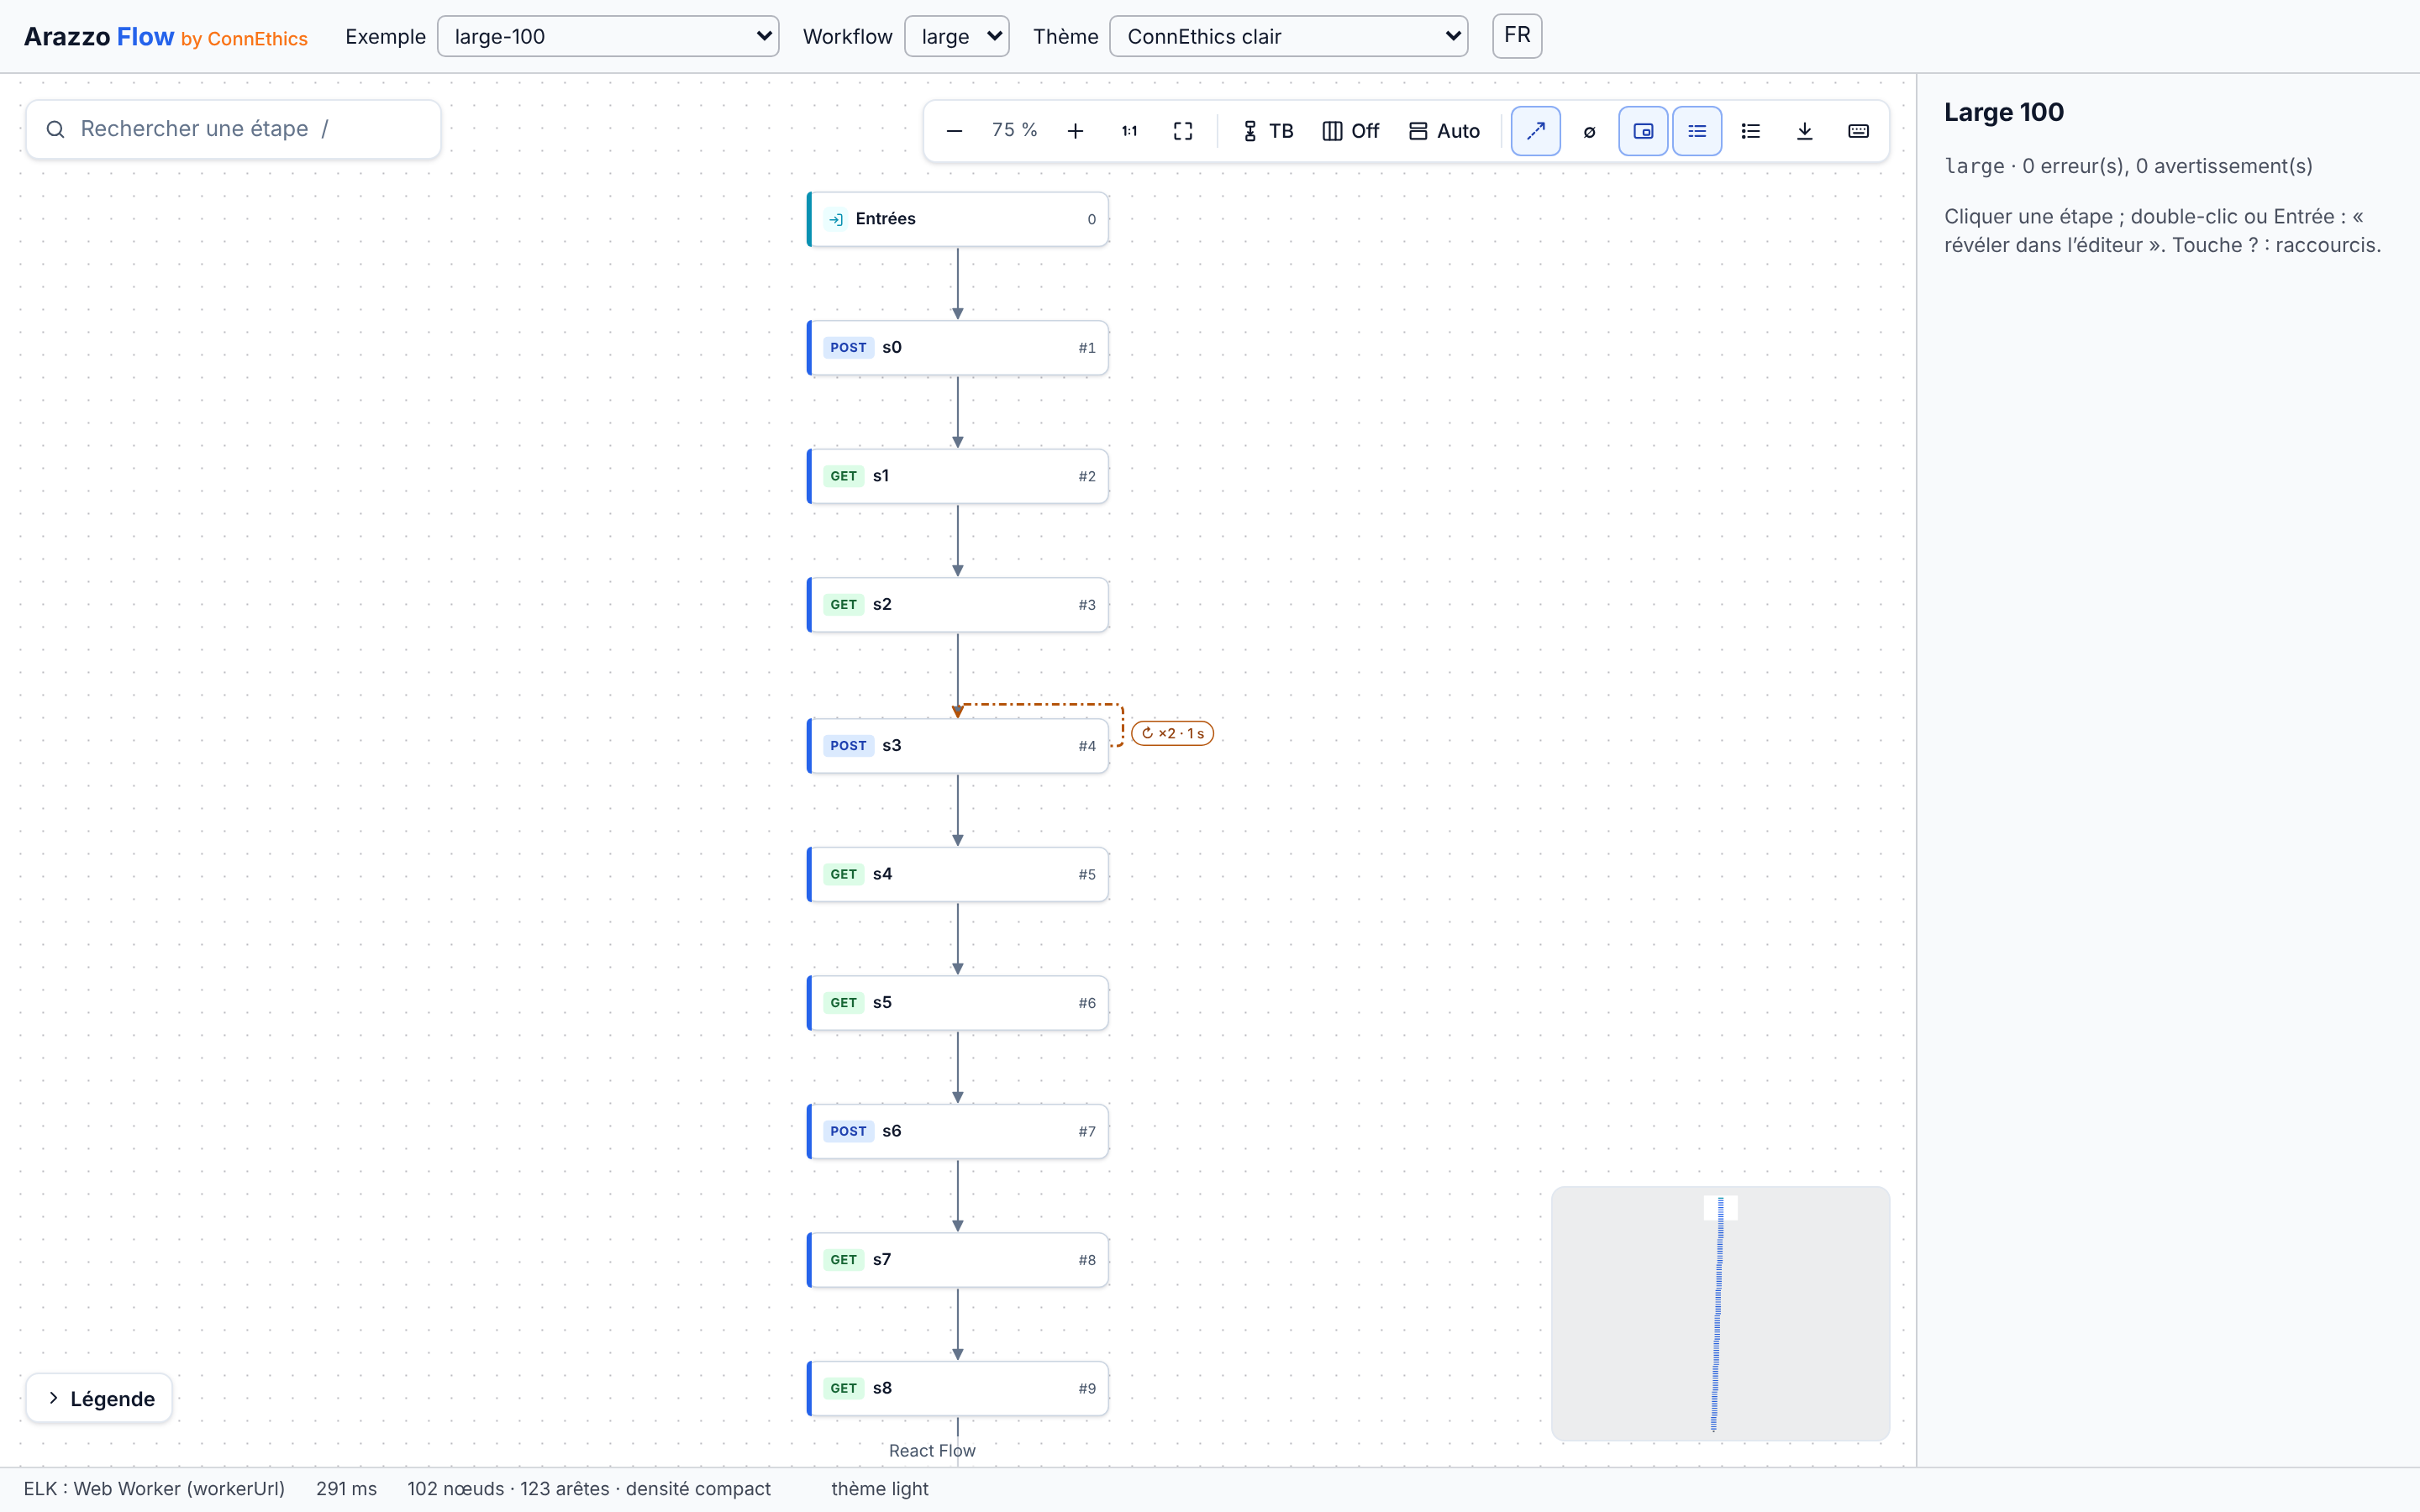 Arazzo Flow by ConnEthics Exemple large-100 Workflow large Thème ConnEthics clair FR
Rechercher une étape /
75 % 1:1 TB Off Auto
Large 100
large · 0 erreur(s), 0 avertissement(s)
Cliquer une étape ; double-clic ou Entrée : «
révéler dans l’éditeur ». Touche ? : raccourcis.
Entrées 0
POST s0 #1
GET s1 #2
GET s2 #3
×2 · 1 s
POST s3 #4
GET s4 #5
GET s5 #6
POST s6 #7
GET s7 #8
GET s8 #9
Légende
React Flow
ELK : Web Worker (workerUrl) 291 ms 102 nœuds · 123 arêtes · densité compact thème light